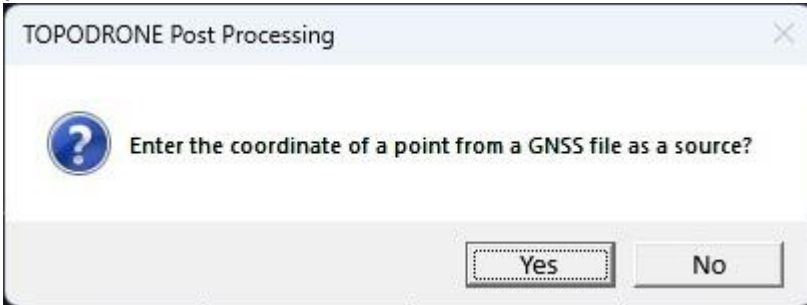 TOPODRONE Post Processing
Enter the coordinate of a point from a GNSS file as a source?
Yes
No